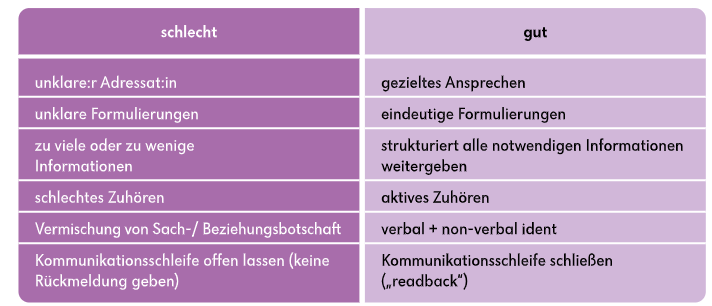 schlecht
gut
unklare:r Adressat:in
gezieltes Ansprechen
unklare Formulierungen
eindeutige Formulierungen
zu viele oder zu wenige
Informationen
strukturiert alle notwendigen Informationen
weitergeben
schlechtes Zuhören
aktives Zuhören
Vermischung von Sach-/ Beziehungsbotschaft
verbal + non-verbal ident
Kommunikationsschleife offen lassen (keine
Rückmeldung geben)
Kommunikationsschleife schließen
(„readback“)